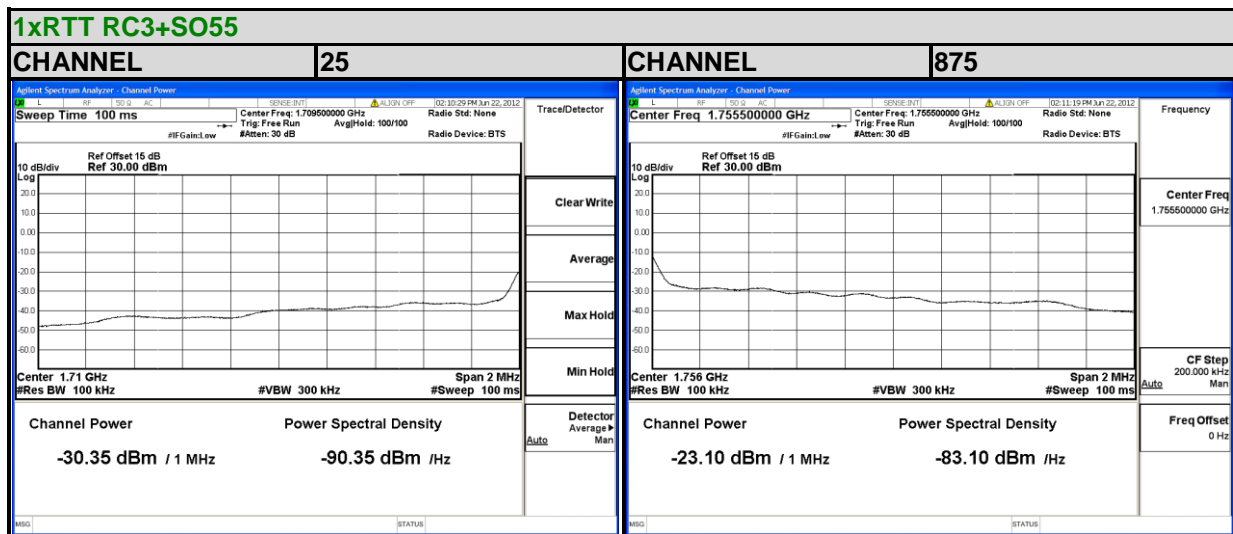 1xRTT RC3+SO55
CHANNEL 25 CHANNEL 875
Agilent Spectrum Analyzer - Channel Power
L RF 50 Ω AC SENSE:INT ALIGN OFF 02:10:29 PM Jun 22, 2012
Sweep Time 100 ms
Center Freq: 1.709500000 GHz
Radio Std: None
Trig: Free Run Avg|Hold: 100/100
#IFGain:Low #Atten: 30 dB Radio Device: BTS
Trace/Detector
Ref Offset 15 dB
10 dB/div Ref 30.00 dBm
Log
20.0
10.0
0.00
-10.0
-20.0
-30.0
-40.0
-50.0
-60.0
Center 1.71 GHz Span 2 MHz
#Res BW 100 kHz #VBW 300 kHz #Sweep 100 ms
Channel Power Power Spectral Density
-30.35 dBm / 1 MHz -90.35 dBm /Hz
Clear Write
Average
Max Hold
Min Hold
Detector
Average
Auto Man
MSG STATUS
Agilent Spectrum Analyzer - Channel Power
L RF 50 Ω AC SENSE:INT ALIGN OFF 02:11:19 PM Jun 22, 2012
Center Freq 1.755500000 GHz
Center Freq: 1.755500000 GHz
Radio Std: None
Trig: Free Run Avg|Hold: 100/100
#IFGain:Low #Atten: 30 dB Radio Device: BTS
Frequency
Ref Offset 15 dB
10 dB/div Ref 30.00 dBm
Log
20.0
10.0
0.00
-10.0
-20.0
-30.0
-40.0
-50.0
-60.0
Center 1.756 GHz Span 2 MHz
#Res BW 100 kHz #VBW 300 kHz #Sweep 100 ms
Channel Power Power Spectral Density
-23.10 dBm / 1 MHz -83.10 dBm /Hz
Center Freq
1.755500000 GHz
CF Step
200.000 kHz
Auto Man
Freq Offset
0 Hz
MSG STATUS